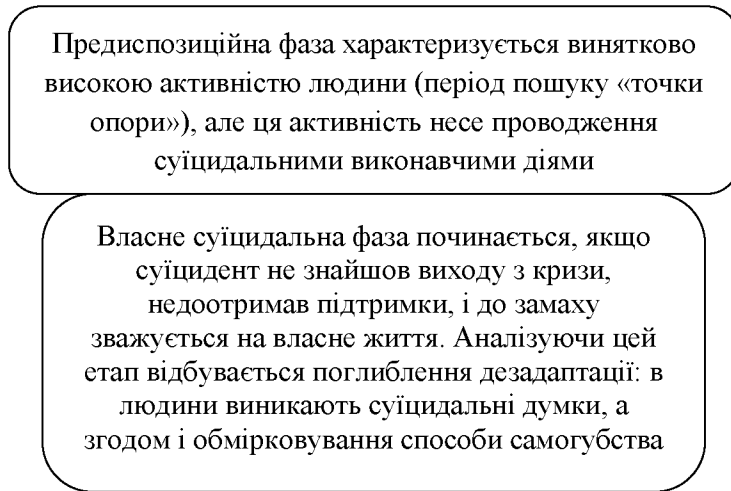 Предиспозиційна фаза характеризується винятково
високою активністю людини (період пошуку «точки
опори»), але ця активність несе проводження
суїцидальними виконавчими діями
Власне суїцидальна фаза починається, якщо
суїцидент не знайшов виходу з кризи,
недоотримав підтримки, і до замаху
зважується на власне життя. Аналізуючи цей
етап відбувається поглиблення дезадаптації: в
людини виникають суїцидальні думки, а
згодом і обмірковування способи самогубства